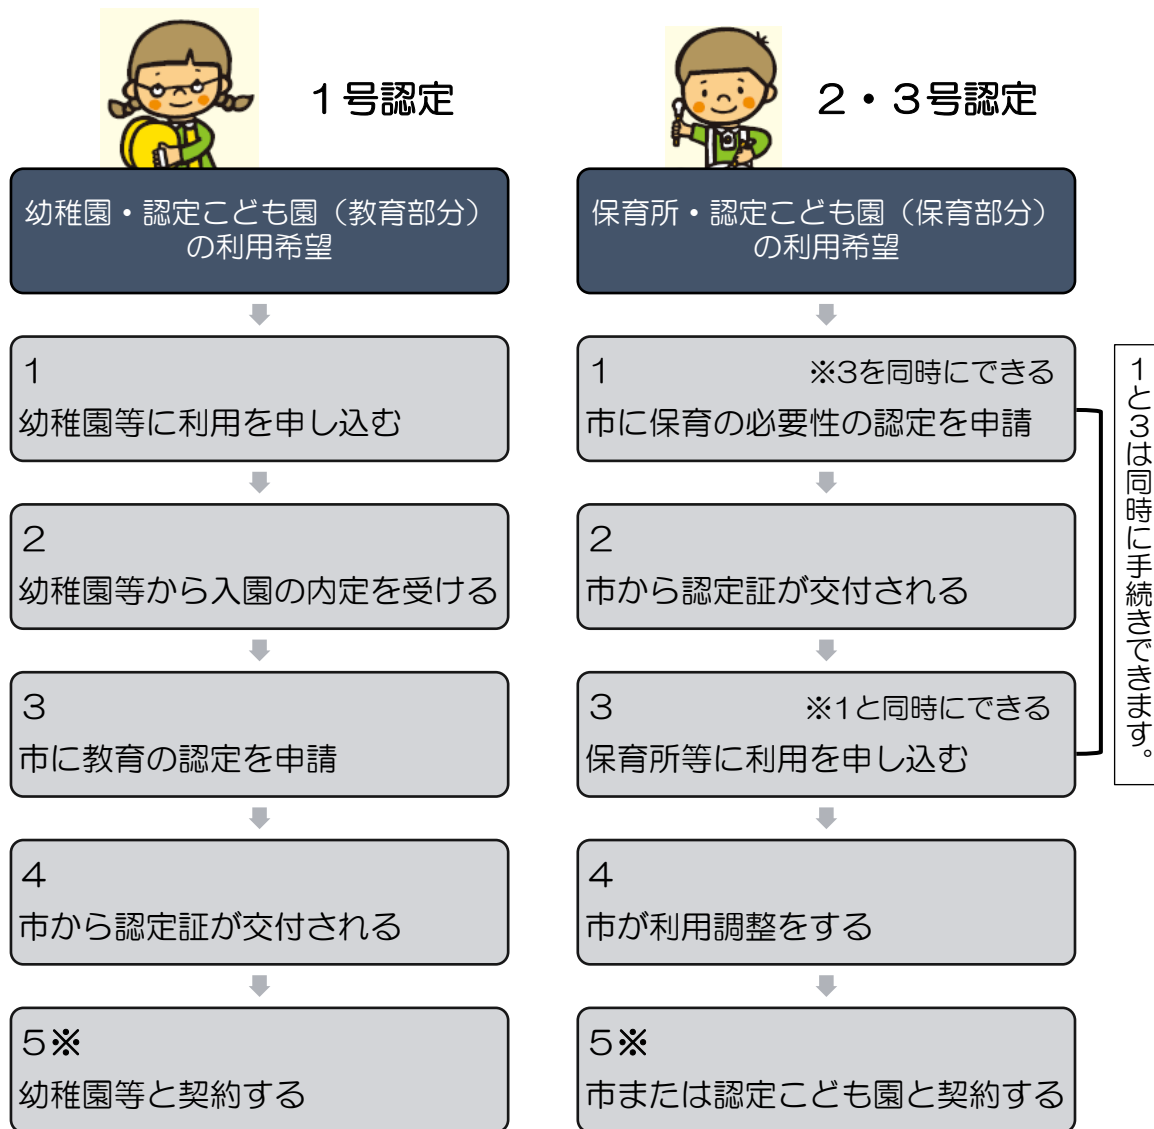 １号認定
幼稚園・認定こども園（教育部分）
の利用希望
1
幼稚園等に利用を申し込む
2
幼稚園等から入園の内定を受ける
3
市に教育の認定を申請
4
市から認定証が交付される
5※
幼稚園等と契約する
２・３号認定
保育所・認定こども園（保育部分）
の利用希望
1　※3を同時にできる
市に保育の必要性の認定を申請
2
市から認定証が交付される
3　※1と同時にできる
保育所等に利用を申し込む
4
市が利用調整をする
5※
市または認定こども園と契約する
１と３は同時に手続きできます。